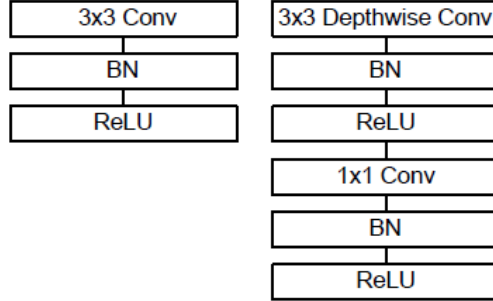 3x3 Conv
BN
ReLU
3x3 Depthwise Conv
BN
ReLU
1x1 Conv
BN
ReLU